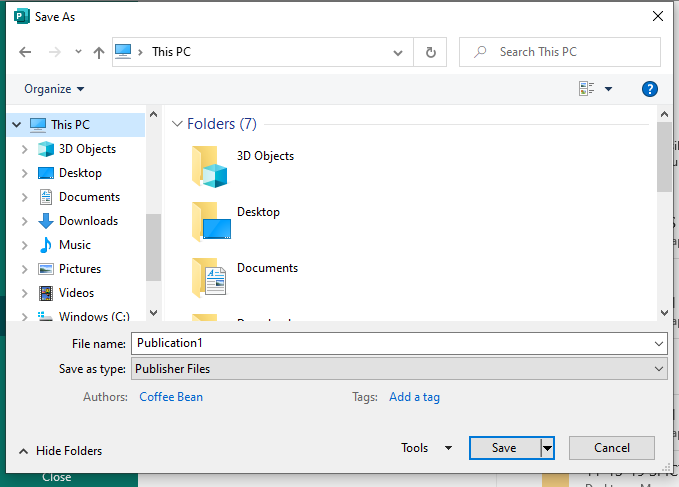 Save As
This PC
Search This PC
Organize
This PC
3D Objects
Desktop
Documents
Downloads
Music
Pictures
Videos
Windows (C:)
Folders (7)
3D Objects
Desktop
Documents
File name: Publication1
Save as type: Publisher Files
Authors: Coffee Bean Tags: Add a tag
Hide Folders Tools Save Cancel
Close